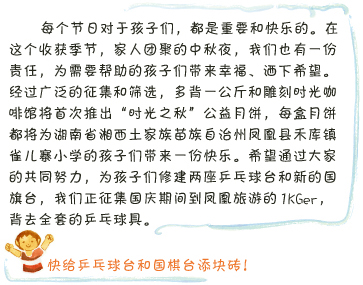 每个节日对于孩子们，都是重要和快乐的。在
这个收获季节，家人团聚的中秋夜，我们也有一份
责任，为需要帮助的孩子们带来幸福、洒下希望。
经过广泛的征集和筛选，多背一公斤和雕刻时光咖
啡馆将首次推出“时光之秋”公益月饼，每盒月饼
都将为湖南省湘西土家族苗族自治州凤凰县禾库镇
雀儿寨小学的孩子们带来一份快乐。希望通过大家
的共同努力，为孩子们修建两座乒乓球台和新的国
旗台，我们正征集国庆期间到凤凰旅游的1KGer，
背去全套的乒乓球具。
快给乒乓球台和国棋台添块砖！